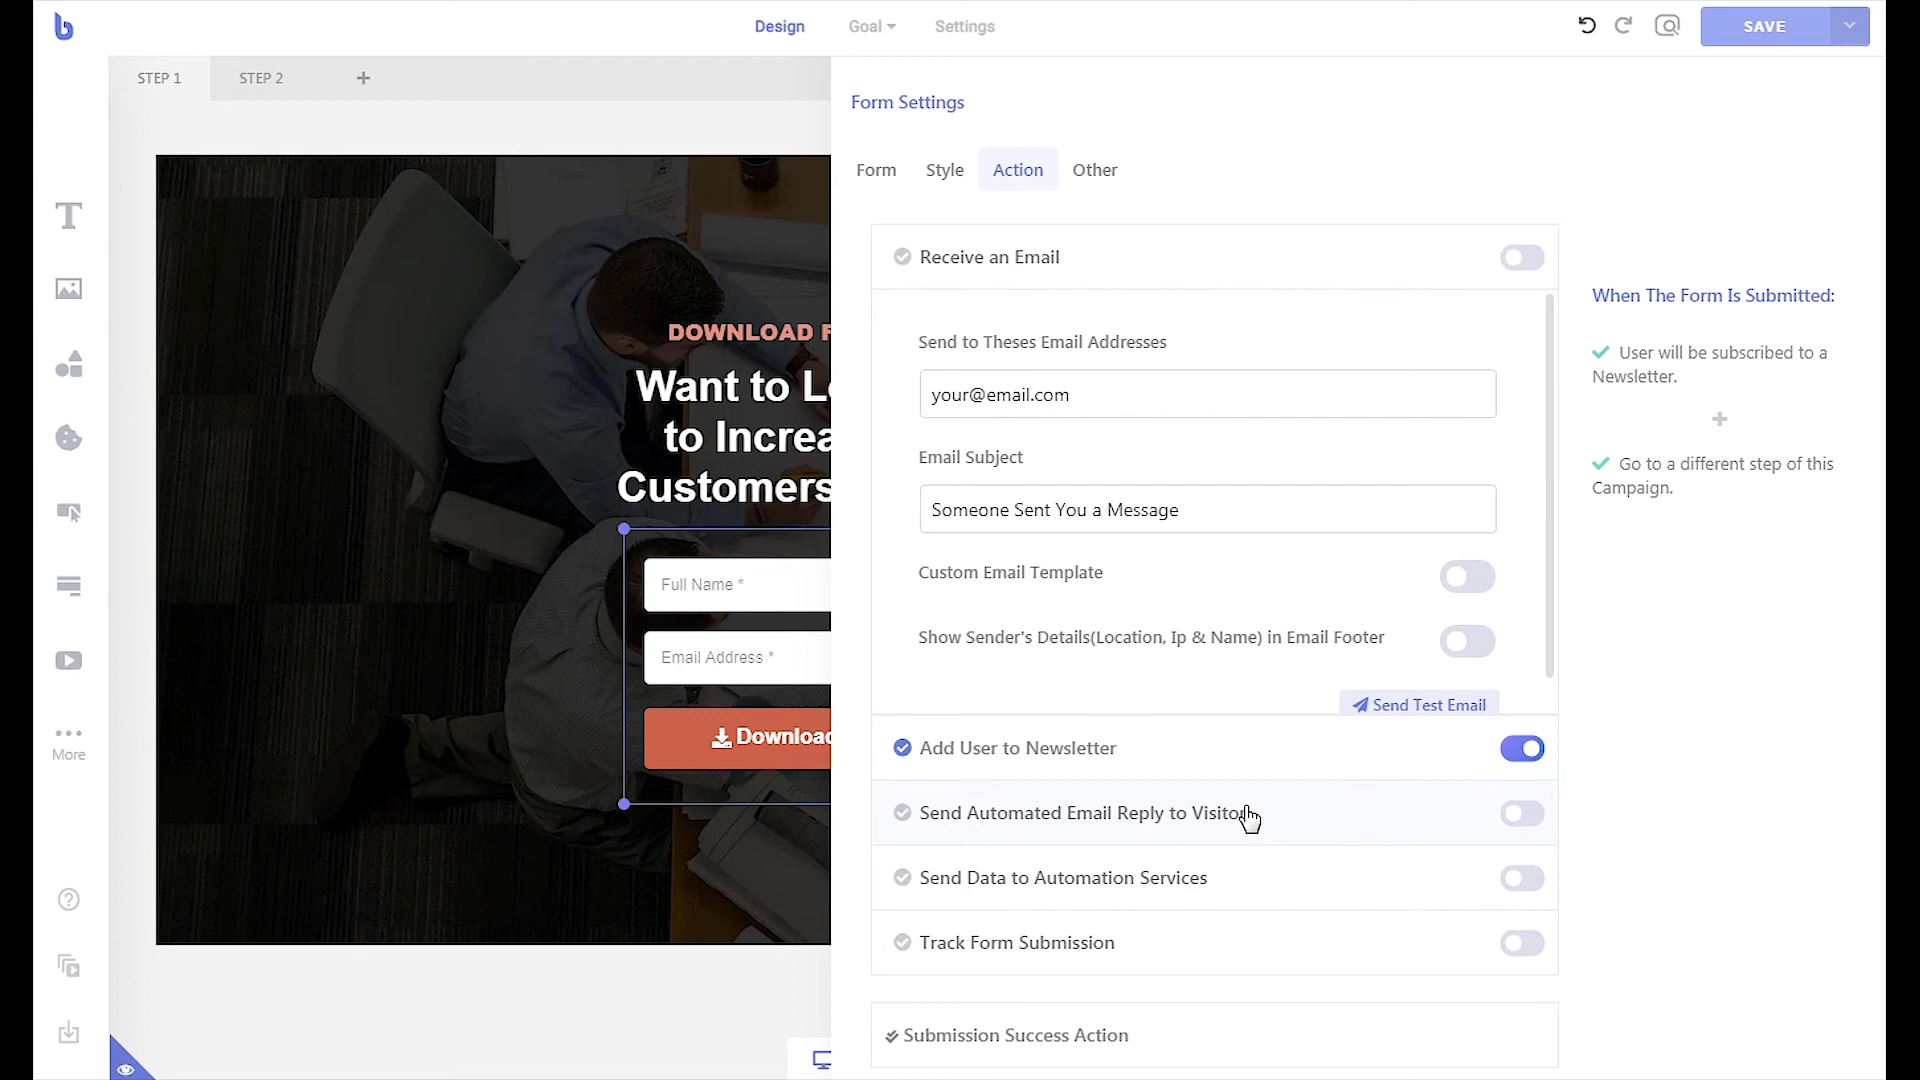 b
Design
Goal
Settings
SAVE
STEP 1
STEP 2
+
Form Settings
Form
Style
Action
Other
Receive an Email
Send to Theses Email Addresses
your@email.com
Email Subject
Someone Sent You a Message
Custom Email Template
Show Sender's Details(Location, Ip & Name) in Email Footer
Send Test Email
Add User to Newsletter
Send Automated Email Reply to Visitor
Send Data to Automation Services
Track Form Submission
Submission Success Action
When The Form Is Submitted:
User will be subscribed to a
Newsletter.
+
Go to a different step of this
Campaign.
DOWNLOAD F
Want to L
to Increa
Customers
Full Name *
Email Address *
Download
T
More